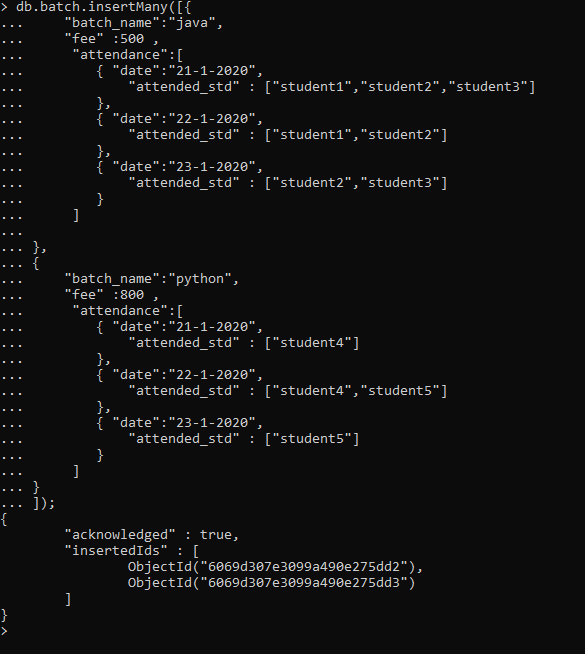 > db.batch.insertMany([{
...     "batch_name":"java",
...     "fee" :500 ,
...      "attendance":[
...         { "date":"21-1-2020",
...             "attended_std" : ["student1","student2","student3"]
...         },
...         { "date":"22-1-2020",
...             "attended_std" : ["student1","student2"]
...         },
...         { "date":"23-1-2020",
...             "attended_std" : ["student2","student3"]
...         }
...      ]
...
... },
... {
...     "batch_name":"python",
...     "fee" :800 ,
...      "attendance":[
...         { "date":"21-1-2020",
...             "attended_std" : ["student4"]
...         },
...         { "date":"22-1-2020",
...             "attended_std" : ["student4","student5"]
...         },
...         { "date":"23-1-2020",
...             "attended_std" : ["student5"]
...         }
...      ]
... }
... ]);
{
        "acknowledged" : true,
        "insertedIds" : [
                ObjectId("6069d307e3099a490e275dd2"),
                ObjectId("6069d307e3099a490e275dd3")
        ]
}
>